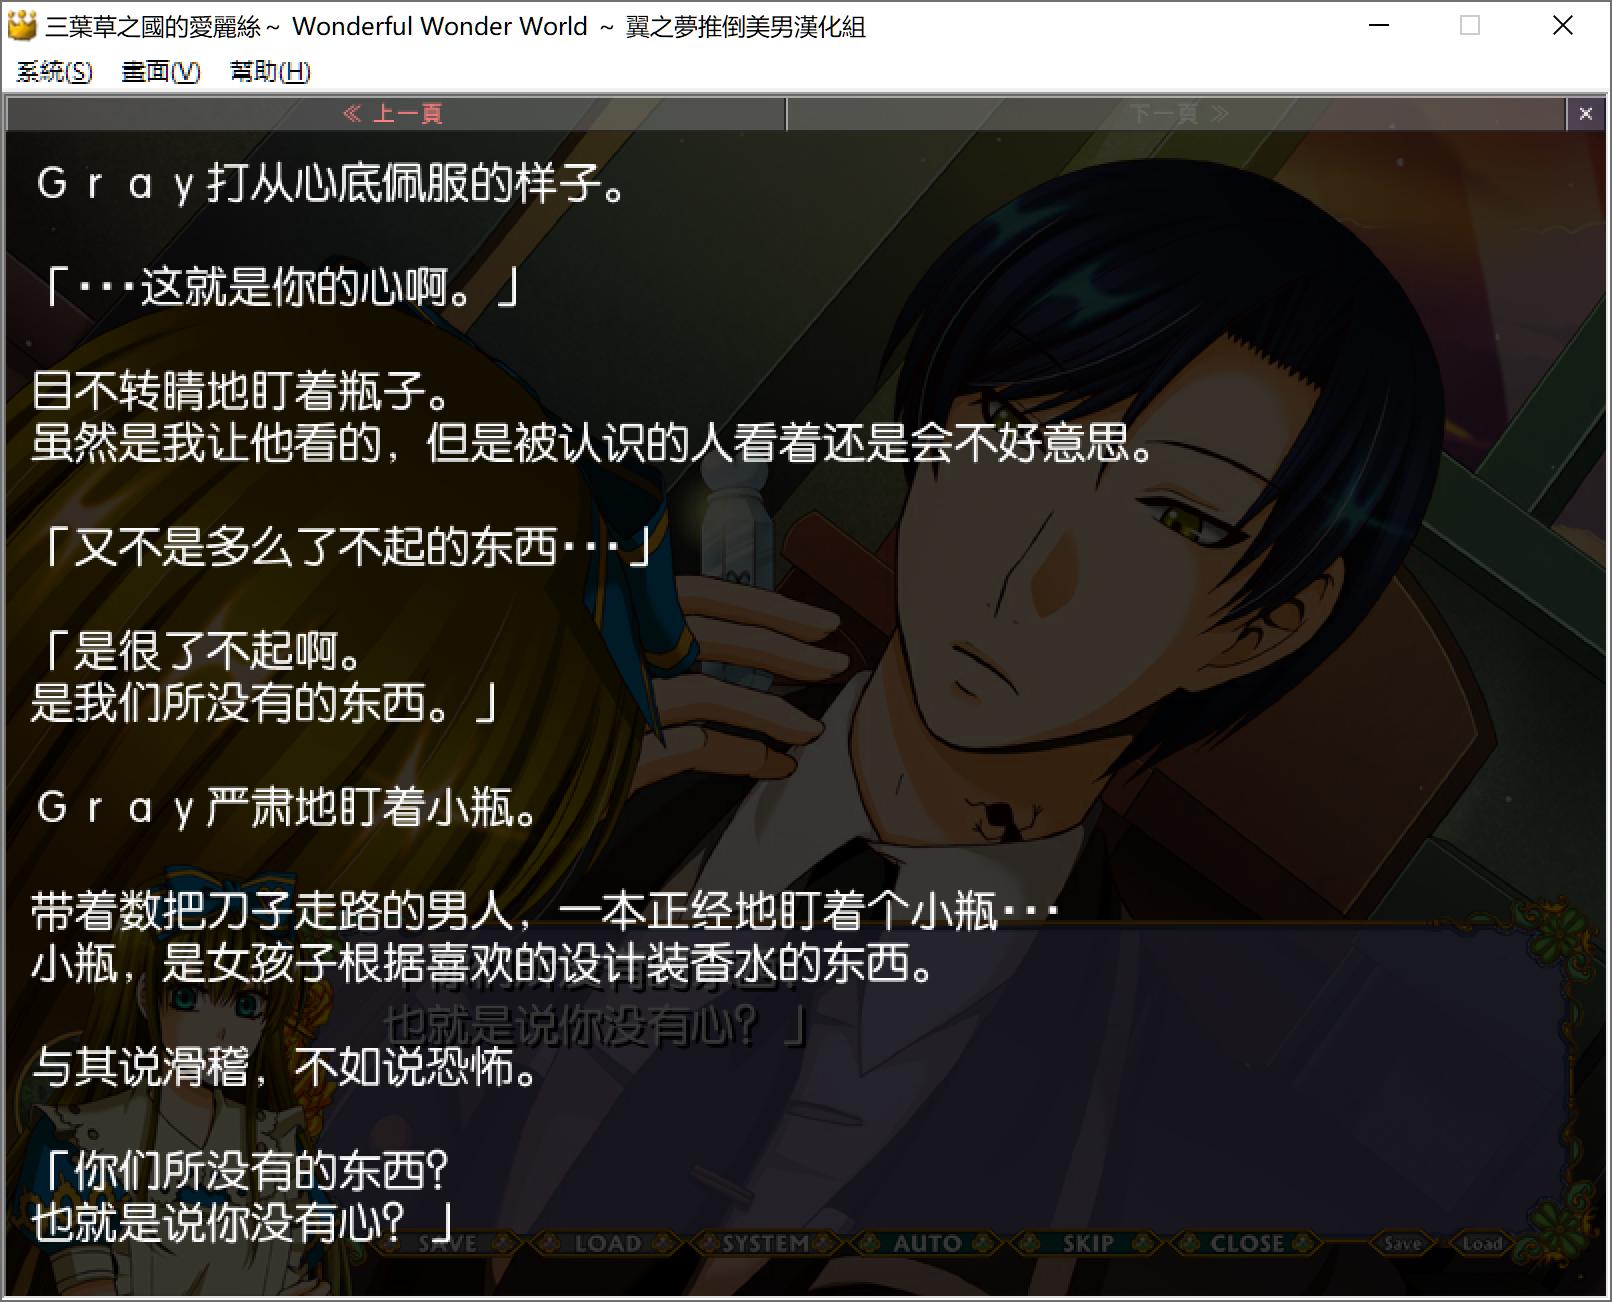 三葉草之國的愛麗絲～ Wonderful Wonder World ～ 翼之夢推倒美男漢化組
系統(S) 畫面(V) 幫助(H)
≪ 上一頁 下一頁 ≫ ×
Gray打从心底佩服的样子。
「･･･这就是你的心啊。」
目不转睛地盯着瓶子。
虽然是我让他看的，但是被认识的人看着还是会不好意思。
「又不是多么了不起的东西･･･」
「是很了不起啊。
是我们所没有的东西。」
Gray严肃地盯着小瓶。
带着数把刀子走路的男人，一本正经地盯着个小瓶･･･
小瓶，是女孩子根据喜欢的设计装香水的东西。
也就是说你没有心？」
与其说滑稽，不如说恐怖。
「你们所没有的东西？
也就是说你没有心？」
SAVE LOAD SYSTEM AUTO SKIP CLOSE Save Load